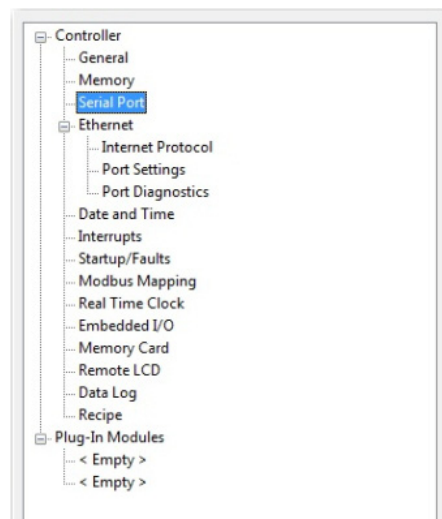 Controller
General
Memory
Serial Port
Ethernet
Internet Protocol
Port Settings
Port Diagnostics
Date and Time
Interrupts
Startup/Faults
Modbus Mapping
Real Time Clock
Embedded I/O
Memory Card
Remote LCD
Data Log
Recipe
Plug-In Modules
< Empty >
< Empty >